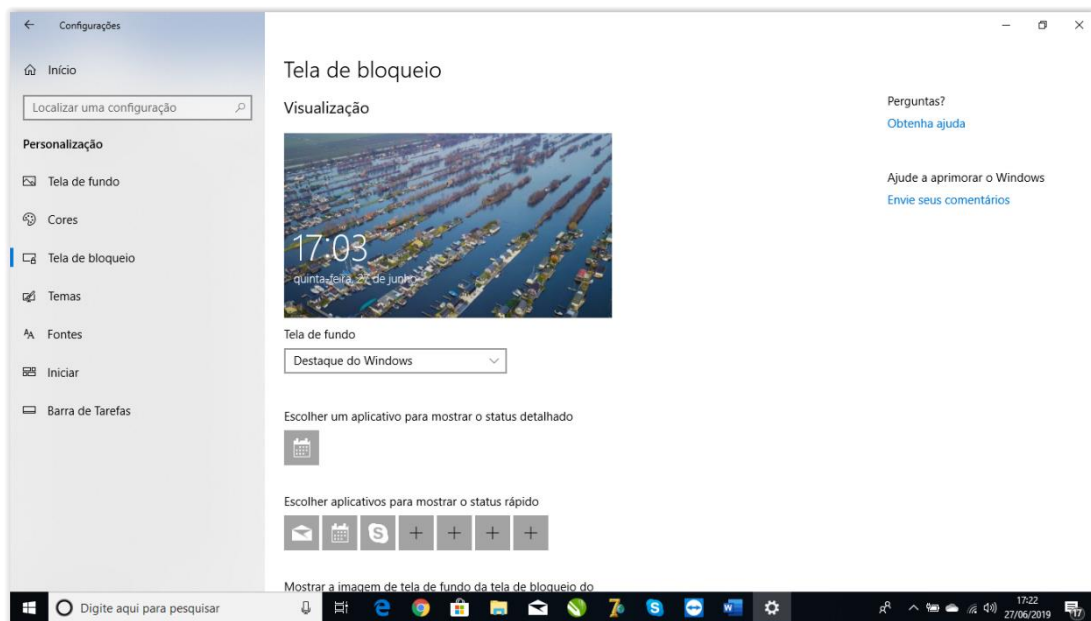 Configurações
Início
Localizar uma configuração
Personalização
Tela de fundo
Cores
Tela de bloqueio
Temas
Fontes
Iniciar
Barra de Tarefas
Tela de bloqueio
Visualização
17:03
quinta-feira, 27 de junho
Tela de fundo
Destaque do Windows
Escolher um aplicativo para mostrar o status detalhado
Escolher aplicativos para mostrar o status rápido
Mostrar a imagem de tela de fundo da tela de bloqueio do
Perguntas?
Obtenha ajuda
Ajude a aprimorar o Windows
Envie seus comentários
Digite aqui para pesquisar
17:22
27/06/2019
17